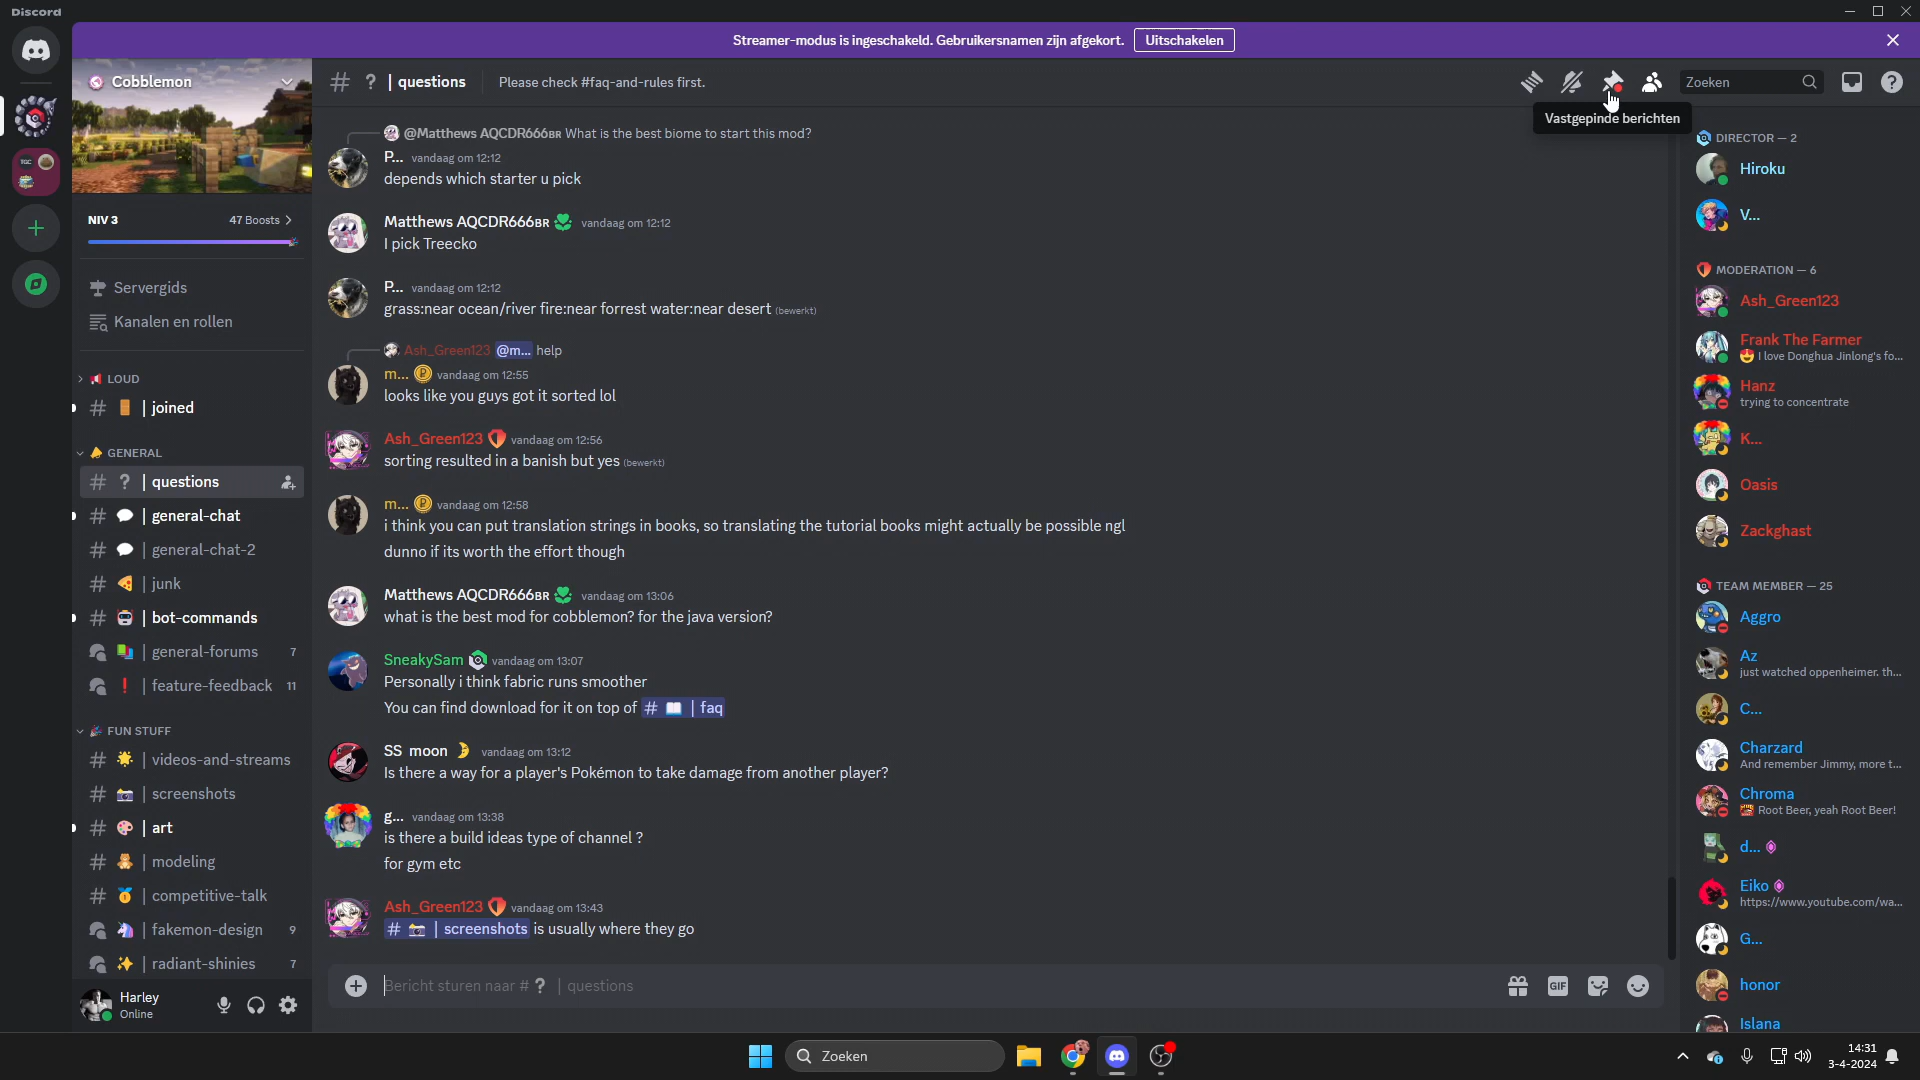 Discord
Streamer-modus is ingeschakeld. Gebruikersnamen zijn afgekort.
Uitschakelen
Cobblemon
NIV 3
47 Boosts
Servergids
Kanalen en rollen
LOUD
# | joined
GENERAL
# ? | questions
# | general-chat
# | general-chat-2
# | junk
# | bot-commands
| general-forums 7
| feature-feedback 11
FUN STUFF
# | videos-and-streams
# | screenshots
# | art
# | modeling
# | competitive-talk
| fakemon-design 9
| radiant-shinies 7
Harley
Online
# ? | questions
Please check #faq-and-rules first.
Zoeken
Vastgepinde berichten
@Matthews AQCDR666BR What is the best biome to start this mod?
P... vandaag om 12:12
depends which starter u pick
Matthews AQCDR666BR vandaag om 12:12
I pick Treecko
P... vandaag om 12:12
grass:near ocean/river fire:near forrest water:near desert (bewerkt)
Ash_Green123 @m... help
m... vandaag om 12:55
looks like you guys got it sorted lol
Ash_Green123 vandaag om 12:56
sorting resulted in a banish but yes (bewerkt)
m... vandaag om 12:58
i think you can put translation strings in books, so translating the tutorial books might actually be possible ngl
dunno if its worth the effort though
Matthews AQCDR666BR vandaag om 13:06
what is the best mod for cobblemon? for the java version?
SneakySam vandaag om 13:07
Personally i think fabric runs smoother
You can find download for it on top of # | faq
SS moon vandaag om 13:12
Is there a way for a player's Pokémon to take damage from another player?
g... vandaag om 13:38
is there a build ideas type of channel ?
for gym etc
Ash_Green123 vandaag om 13:43
# | screenshots is usually where they go
Bericht sturen naar # ? | questions
GIF
DIRECTOR — 2
Hiroku
V...
MODERATION — 6
Ash_Green123
Frank The Farmer
I love Donghua Jinlong's fo...
Hanz
trying to concentrate
K...
Oasis
Zackghast
TEAM MEMBER — 25
Aggro
Az
just watched oppenheimer. th...
C...
Charzard
And remember Jimmy, more t...
Chroma
Root Beer, yeah Root Beer!
d...
Eiko
https://www.youtube.com/wa...
G...
honor
Islana
Zoeken
14:31
3-4-2024